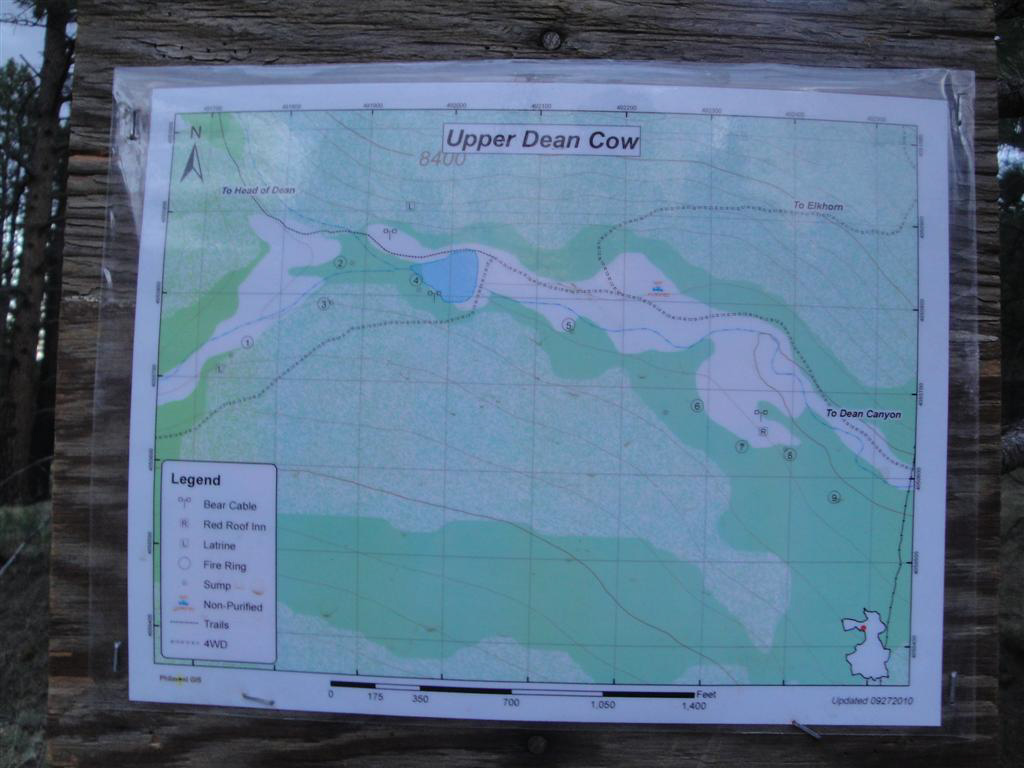 Upper Dean Cow
N
8400
To Head of Dean
To Elkhorn
L
2
4
3
5
1
L
6
To Dean Canyon
R
7
8
9
Legend
Bear Cable
R Red Roof Inn
L Latrine
Fire Ring
Sump
Non-Purified
Trails
4WD
Philmont GIS
0 175 350 700 1,050 1,400 Feet
Updated 09272010